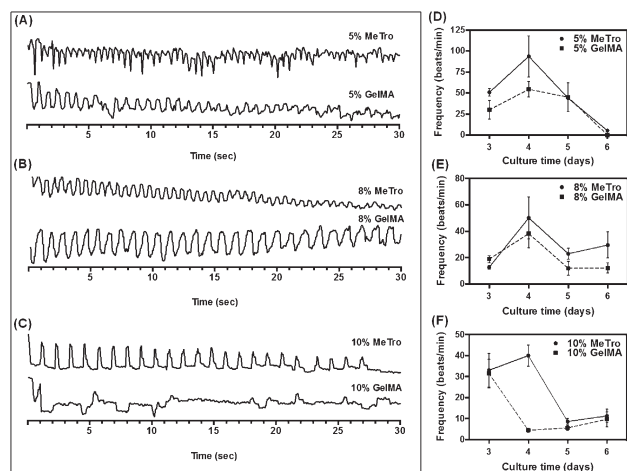 (A)
5% MeTro
5% GelMA
5 10 15 20 25 30
Time (sec)
(B)
8% MeTro
8% GelMA
5 10 15 20 25 30
Time (sec)
(C)
10% MeTro
10% GelMA
5 10 15 20 25 30
Time (sec)
(D)
5% MeTro
5% GelMA
Frequency (beats/min)
125
100
75
50
25
0
3 4 5 6
Culture time (days)
(E)
8% MeTro
8% GelMA
Frequency (beats/min)
80
60
40
20
0
3 4 5 6
Culture time (days)
(F)
10% MeTro
10% GelMA
Frequency (beats/min)
50
40
30
20
10
0
3 4 5 6
Culture time (days)